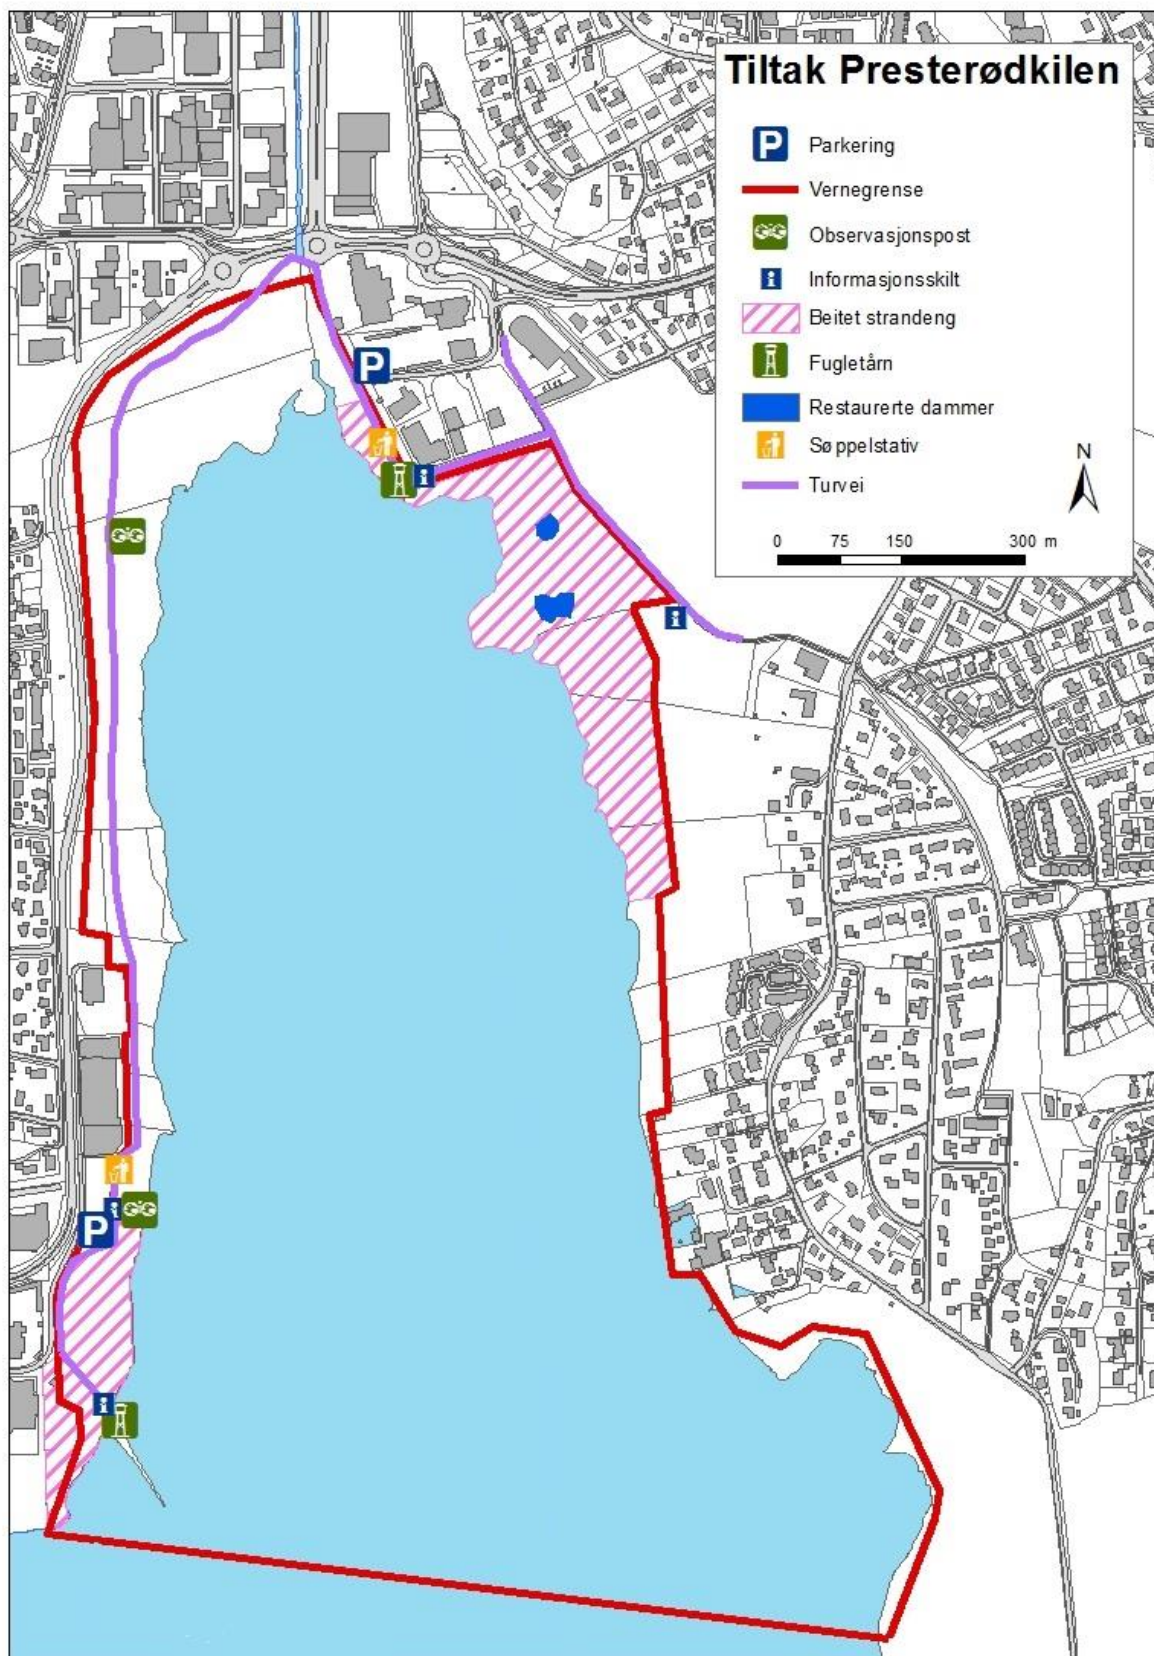 Tiltak Presterødkilen
P Parkering
Vernegrense
Observasjonspost
i Informasjonsskilt
Beitet strandeng
Fugletårn
Restaurerte dammer
Søppelstativ
N
Turvei
0 75 150 300 m
P
i
i
i
P
i